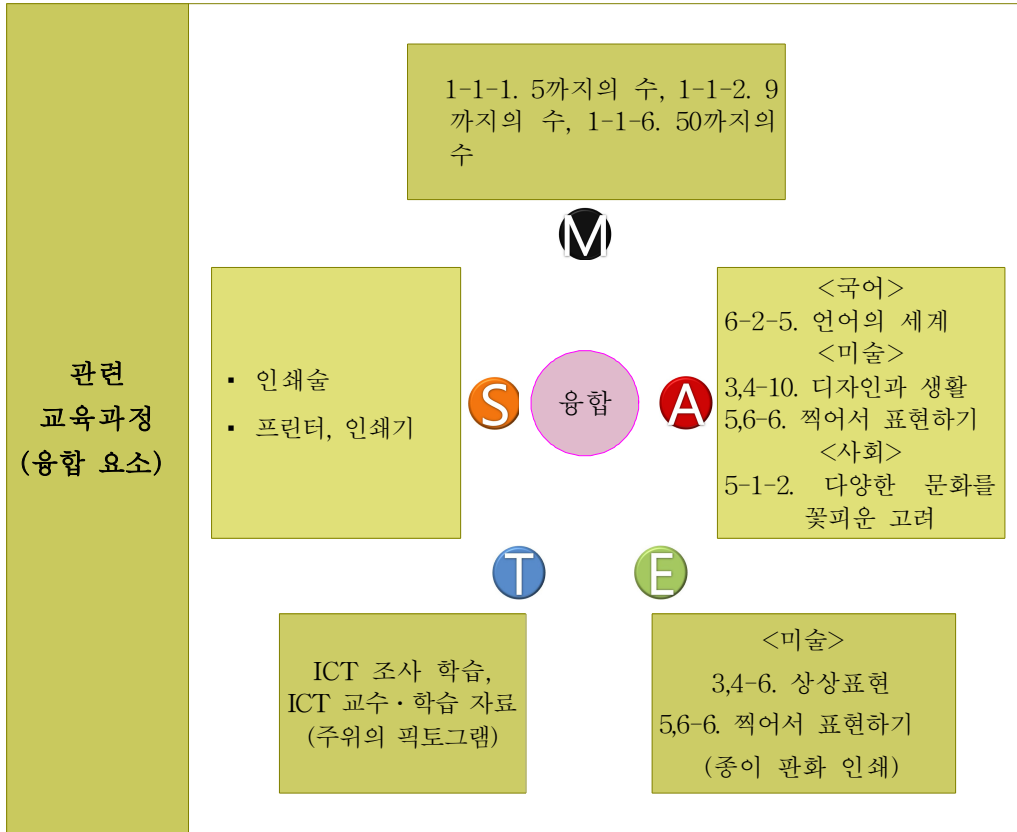 관련
교육과정
(융합 요소)
1-1-1. 5까지의 수, 1-1-2. 9
까지의 수, 1-1-6. 50까지의
수
M
▪ 인쇄술
▪ 프린터, 인쇄기
S
융합
A
<국어>
6-2-5. 언어의 세계
<미술>
3,4-10. 디자인과 생활
5,6-6. 찍어서 표현하기
<사회>
5-1-2. 다양한 문화를
꽃피운 고려
T
E
ICT 조사 학습,
ICT 교수・학습 자료
(주위의 픽토그램)
<미술>
3,4-6. 상상표현
5,6-6. 찍어서 표현하기
(종이 판화 인쇄)